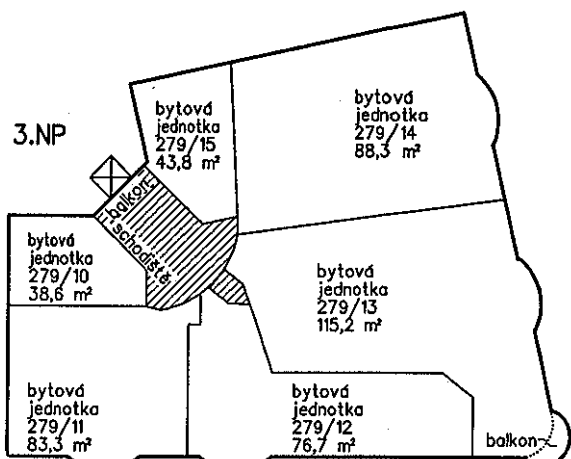 3.NP
bytová
jednotka
279/15
43,8 m²
bytová
jednotka
279/14
88,3 m²
balkon
schodiště
bytová
jednotka
279/10
38,6 m²
bytová
jednotka
279/13
115,2 m²
bytová
jednotka
279/11
83,3 m²
bytová
jednotka
279/12
76,7 m²
balkon